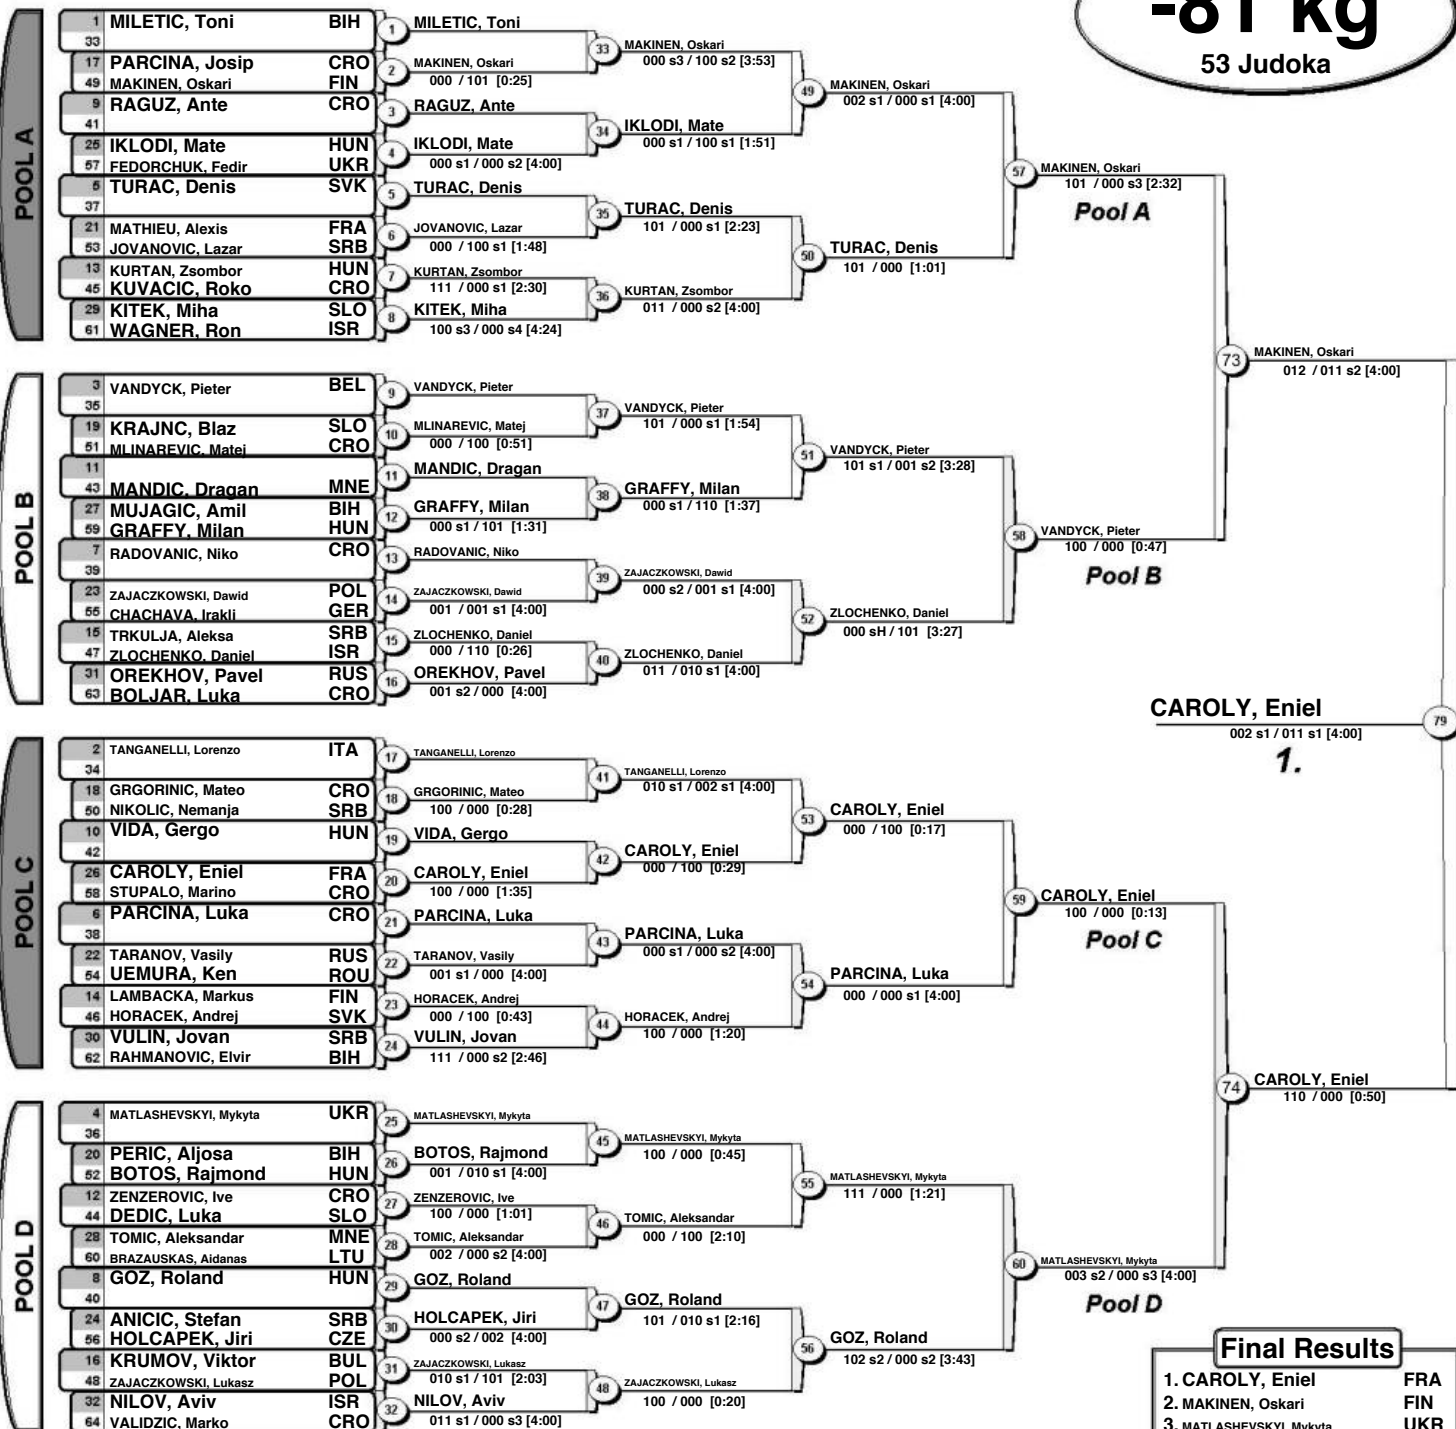 -81 kg
53 Judoka
POOL A
1 MILETIC, Toni BIH
33
17 PARCINA, Josip CRO
49 MAKINEN, Oskari FIN
9 RAGUZ, Ante CRO
41
25 IKLODI, Mate HUN
57 FEDORCHUK, Fedir UKR
5 TURAC, Denis SVK
37
21 MATHIEU, Alexis FRA
53 JOVANOVIC, Lazar SRB
13 KURTAN, Zsombor HUN
45 KUVACIC, Roko CRO
29 KITEK, Miha SLO
61 WAGNER, Ron ISR
1 MILETIC, Toni
2 MAKINEN, Oskari
000 / 101 [0:25]
3 RAGUZ, Ante
4 IKLODI, Mate
000 s1 / 000 s2 [4:00]
5 TURAC, Denis
6 JOVANOVIC, Lazar
000 / 100 s1 [1:48]
7 KURTAN, Zsombor
111 / 000 s1 [2:30]
8 KITEK, Miha
100 s3 / 000 s4 [4:24]
33 MAKINEN, Oskari
000 s3 / 100 s2 [3:53]
34 IKLODI, Mate
000 s1 / 100 s1 [1:51]
35 TURAC, Denis
101 / 000 s1 [2:23]
36 KURTAN, Zsombor
011 / 000 s2 [4:00]
49 MAKINEN, Oskari
002 s1 / 000 s1 [4:00]
50 TURAC, Denis
101 / 000 [1:01]
57 MAKINEN, Oskari
101 / 000 s3 [2:32]
Pool A
POOL B
3 VANDYCK, Pieter BEL
35
19 KRAJNC, Blaz SLO
51 MLINAREVIC, Matej CRO
11
43 MANDIC, Dragan MNE
27 MUJAGIC, Amil BIH
59 GRAFFY, Milan HUN
7 RADOVANIC, Niko CRO
39
23 ZAJACZKOWSKI, Dawid POL
55 CHACHAVA, Irakli GER
15 TRKULJA, Aleksa SRB
47 ZLOCHENKO, Daniel ISR
31 OREKHOV, Pavel RUS
63 BOLJAR, Luka CRO
9 VANDYCK, Pieter
10 MLINAREVIC, Matej
000 / 100 [0:51]
11 MANDIC, Dragan
12 GRAFFY, Milan
000 s1 / 101 [1:31]
13 RADOVANIC, Niko
14 ZAJACZKOWSKI, Dawid
001 / 001 s1 [4:00]
15 ZLOCHENKO, Daniel
000 / 110 [0:26]
16 OREKHOV, Pavel
001 s2 / 000 [4:00]
37 VANDYCK, Pieter
101 / 000 s1 [1:54]
38 GRAFFY, Milan
000 s1 / 110 [1:37]
39 ZAJACZKOWSKI, Dawid
000 s2 / 001 s1 [4:00]
40 ZLOCHENKO, Daniel
011 / 010 s1 [4:00]
51 VANDYCK, Pieter
101 s1 / 001 s2 [3:28]
52 ZLOCHENKO, Daniel
000 sH / 101 [3:27]
58 VANDYCK, Pieter
100 / 000 [0:47]
Pool B
73 MAKINEN, Oskari
012 / 011 s2 [4:00]
CAROLY, Eniel 79
002 s1 / 011 s1 [4:00]
1.
POOL C
2 TANGANELLI, Lorenzo ITA
34
18 GRGORINIC, Mateo CRO
50 NIKOLIC, Nemanja SRB
10 VIDA, Gergo HUN
42
26 CAROLY, Eniel FRA
58 STUPALO, Marino CRO
6 PARCINA, Luka CRO
38
22 TARANOV, Vasily RUS
54 UEMURA, Ken ROU
14 LAMBACKA, Markus FIN
46 HORACEK, Andrej SVK
30 VULIN, Jovan SRB
62 RAHMANOVIC, Elvir BIH
17 TANGANELLI, Lorenzo
18 GRGORINIC, Mateo
100 / 000 [0:28]
19 VIDA, Gergo
20 CAROLY, Eniel
100 / 000 [1:35]
21 PARCINA, Luka
22 TARANOV, Vasily
001 s1 / 000 [4:00]
23 HORACEK, Andrej
000 / 100 [0:43]
24 VULIN, Jovan
111 / 000 s2 [2:46]
41 TANGANELLI, Lorenzo
010 s1 / 002 s1 [4:00]
42 CAROLY, Eniel
000 / 100 [0:29]
43 PARCINA, Luka
000 s1 / 000 s2 [4:00]
44 HORACEK, Andrej
100 / 000 [1:20]
53 CAROLY, Eniel
000 / 100 [0:17]
54 PARCINA, Luka
000 / 000 s1 [4:00]
59 CAROLY, Eniel
100 / 000 [0:13]
Pool C
74 CAROLY, Eniel
110 / 000 [0:50]
POOL D
4 MATLASHEVSKYI, Mykyta UKR
36
20 PERIC, Aljosa BIH
52 BOTOS, Rajmond HUN
12 ZENZEROVIC, Ive CRO
44 DEDIC, Luka SLO
28 TOMIC, Aleksandar MNE
60 BRAZAUSKAS, Aidanas LTU
8 GOZ, Roland HUN
40
24 ANICIC, Stefan SRB
56 HOLCAPEK, Jiri CZE
16 KRUMOV, Viktor BUL
48 ZAJACZKOWSKI, Lukasz POL
32 NILOV, Aviv ISR
64 VALIDZIC, Marko CRO
25 MATLASHEVSKYI, Mykyta
26 BOTOS, Rajmond
001 / 010 s1 [4:00]
27 ZENZEROVIC, Ive
100 / 000 [1:01]
28 TOMIC, Aleksandar
002 / 000 s2 [4:00]
29 GOZ, Roland
30 HOLCAPEK, Jiri
000 s2 / 002 [4:00]
31 ZAJACZKOWSKI, Lukasz
010 s1 / 101 [2:03]
32 NILOV, Aviv
011 s1 / 000 s3 [4:00]
45 MATLASHEVSKYI, Mykyta
100 / 000 [0:45]
46 TOMIC, Aleksandar
000 / 100 [2:10]
47 GOZ, Roland
101 / 010 s1 [2:16]
48 ZAJACZKOWSKI, Lukasz
100 / 000 [0:20]
55 MATLASHEVSKYI, Mykyta
111 / 000 [1:21]
56 GOZ, Roland
102 s2 / 000 s2 [3:43]
60 MATLASHEVSKYI, Mykyta
003 s2 / 000 s3 [4:00]
Pool D
Final Results
1. CAROLY, Eniel FRA
2. MAKINEN, Oskari FIN
3. MATLASHEVSKYI, Mykyta UKR